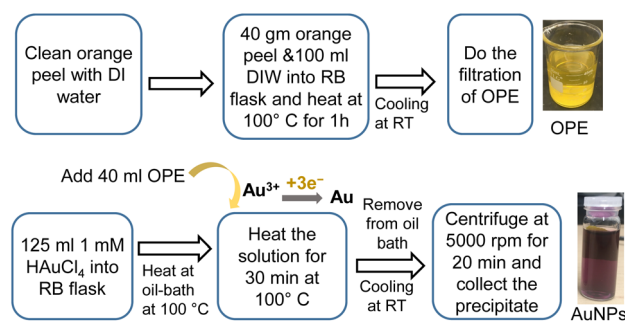 Clean orange
peel with DI
water
40 gm orange
peel &100 ml
DIW into RB
flask and heat at
100° C for 1h
Cooling
at RT
Do the
filtration
of OPE
OPE
Add 40 ml OPE
Au³⁺ +3e⁻ Au
125 ml 1 mM
HAuCl₄ into
RB flask
Heat at
oil-bath
at 100 °C
Heat the
solution for
30 min at
100° C
Remove
from oil
bath
Cooling
at RT
Centrifuge at
5000 rpm for
20 min and
collect the
precipitate
AuNPs